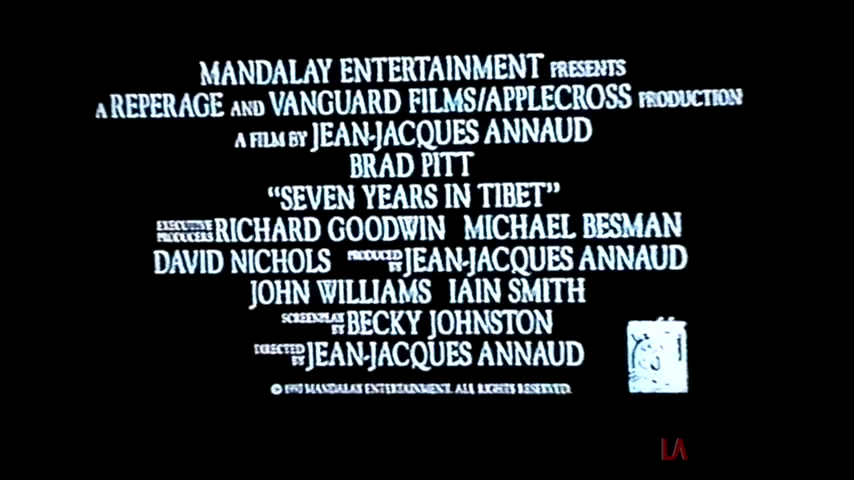 MANDALAY ENTERTAINMENT PRESENTS
A REPERAGE AND VANGUARD FILMS/APPLECROSS PRODUCTION
A FILM BY JEAN-JACQUES ANNAUD
BRAD PITT
"SEVEN YEARS IN TIBET"
EXECUTIVE PRODUCERS RICHARD GOODWIN MICHAEL BESMAN
DAVID NICHOLS PRODUCED BY JEAN-JACQUES ANNAUD
JOHN WILLIAMS IAIN SMITH
SCREENPLAY BY BECKY JOHNSTON
DIRECTED BY JEAN-JACQUES ANNAUD
© 1997 MANDALAY ENTERTAINMENT. ALL RIGHTS RESERVED.
LA